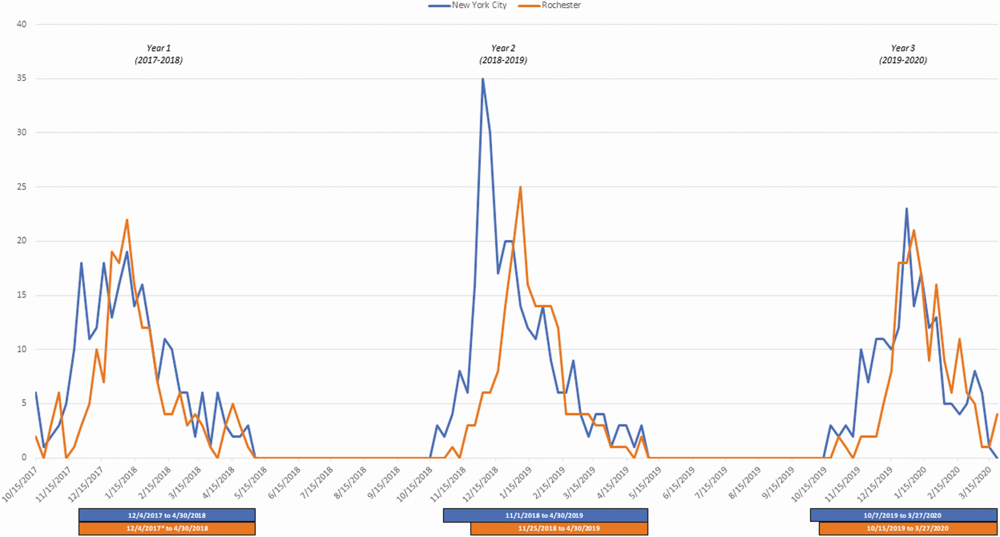 New York City Rochester
40
Year 1 Year 2 Year 3
(2017-2018) (2018-2019) (2019-2020)
35
30
25
20
15
10
5
0
10/15/2017 11/15/2017 12/15/2017 1/15/2018 2/15/2018 3/15/2018 4/15/2018 5/15/2018 6/15/2018 7/15/2018 8/15/2018 9/15/2018 10/15/2018 11/15/2018 12/15/2018 1/15/2019 2/15/2019 3/15/2019 4/15/2019 5/15/2019 6/15/2019 7/15/2019 8/15/2019 9/15/2019 10/15/2019 11/15/2019 12/15/2019 1/15/2020 2/15/2020 3/15/2020
12/4/2017 to 4/30/2018 11/1/2018 to 4/30/2019 10/7/2019 to 3/27/2020
12/4/2017* to 4/30/2018 11/25/2018 to 4/30/2019 10/15/2019 to 3/27/2020